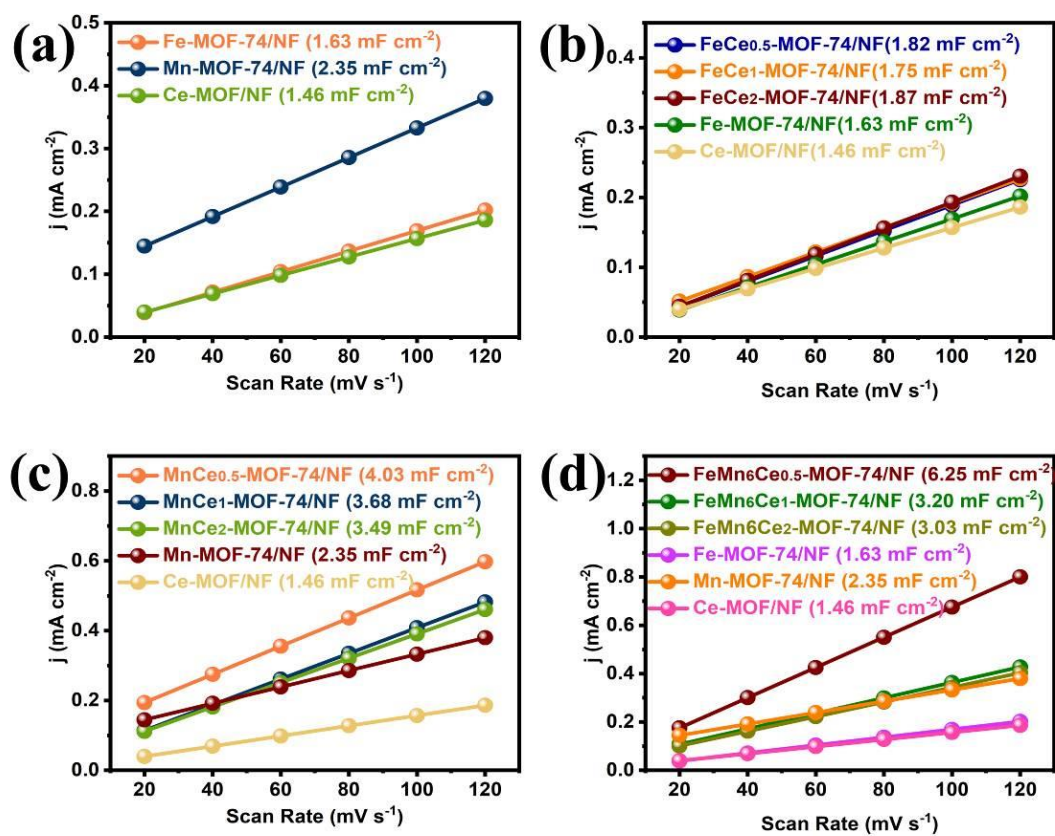 (a)
Fe-MOF-74/NF (1.63 mF cm⁻²)
Mn-MOF-74/NF (2.35 mF cm⁻²)
Ce-MOF/NF (1.46 mF cm⁻²)
j (mA cm⁻²)
0.5
0.4
0.3
0.2
0.1
0.0
20 40 60 80 100 120
Scan Rate (mV s⁻¹)
(b)
FeCe0.5-MOF-74/NF(1.82 mF cm⁻²)
FeCe1-MOF-74/NF(1.75 mF cm⁻²)
FeCe2-MOF-74/NF(1.87 mF cm⁻²)
Fe-MOF-74/NF(1.63 mF cm⁻²)
Ce-MOF/NF(1.46 mF cm⁻²)
j (mA cm⁻²)
0.4
0.3
0.2
0.1
0.0
20 40 60 80 100 120
Scan Rate (mV s⁻¹)
(c)
MnCe0.5-MOF-74/NF (4.03 mF cm⁻²)
MnCe1-MOF-74/NF (3.68 mF cm⁻²)
MnCe2-MOF-74/NF (3.49 mF cm⁻²)
Mn-MOF-74/NF (2.35 mF cm⁻²)
Ce-MOF/NF (1.46 mF cm⁻²)
j (mA cm⁻²)
0.8
0.6
0.4
0.2
0.0
20 40 60 80 100 120
Scan Rate (mV s⁻¹)
(d)
FeMn6Ce0.5-MOF-74/NF (6.25 mF cm⁻²)
FeMn6Ce1-MOF-74/NF (3.20 mF cm⁻²)
FeMn6Ce2-MOF-74/NF (3.03 mF cm⁻²)
Fe-MOF-74/NF (1.63 mF cm⁻²)
Mn-MOF-74/NF (2.35 mF cm⁻²)
Ce-MOF/NF (1.46 mF cm⁻²)
j (mA cm⁻²)
1.2
1.0
0.8
0.6
0.4
0.2
0.0
20 40 60 80 100 120
Scan Rate (mV s⁻¹)